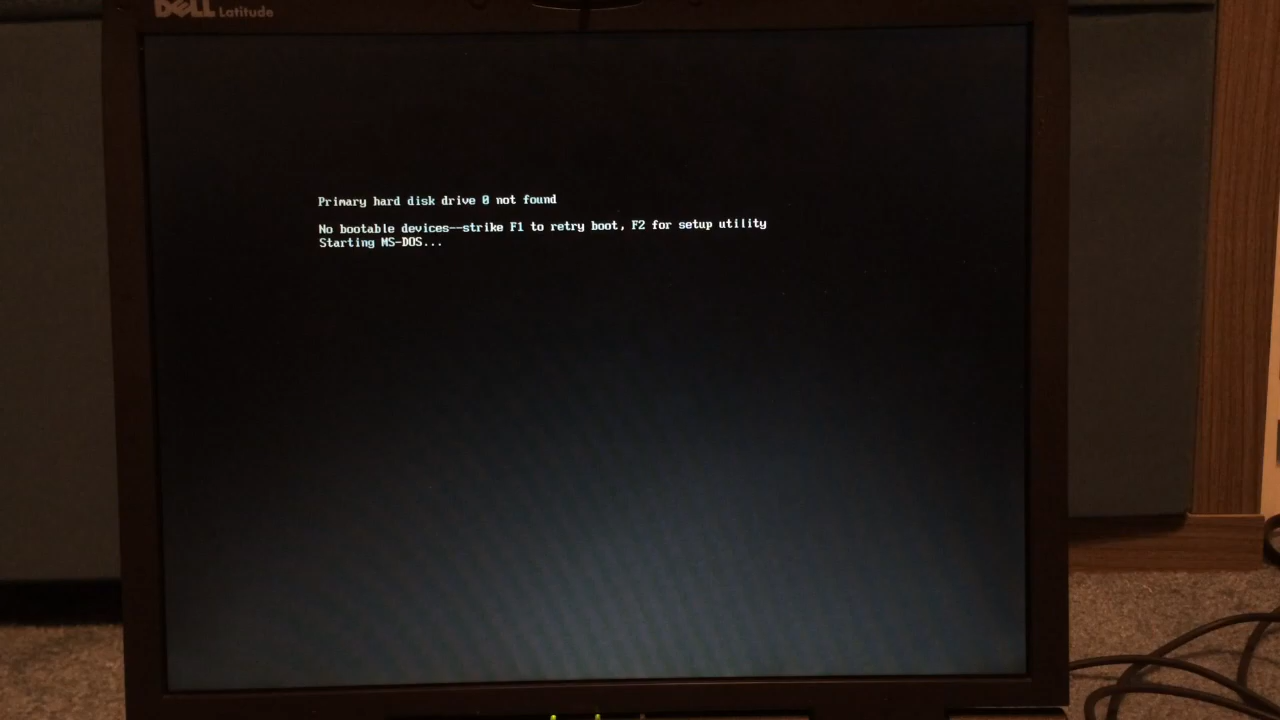 DELL Latitude
Primary hard disk drive 0 not found
No bootable devices--strike F1 to retry boot, F2 for setup utility
Starting MS-DOS...